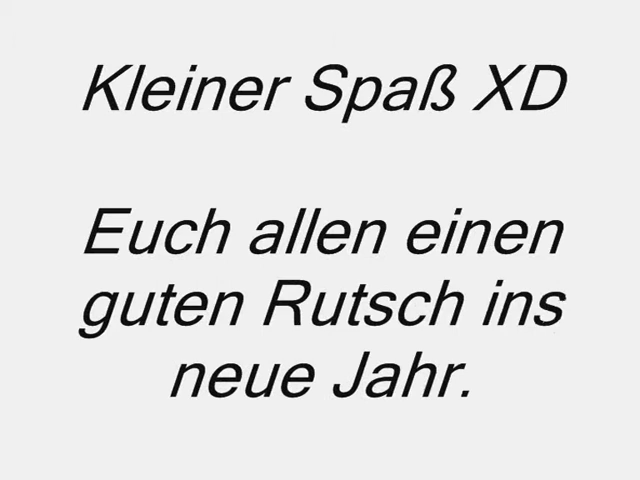 Kleiner Spaß XD
Euch allen einen
guten Rutsch ins
neue Jahr.